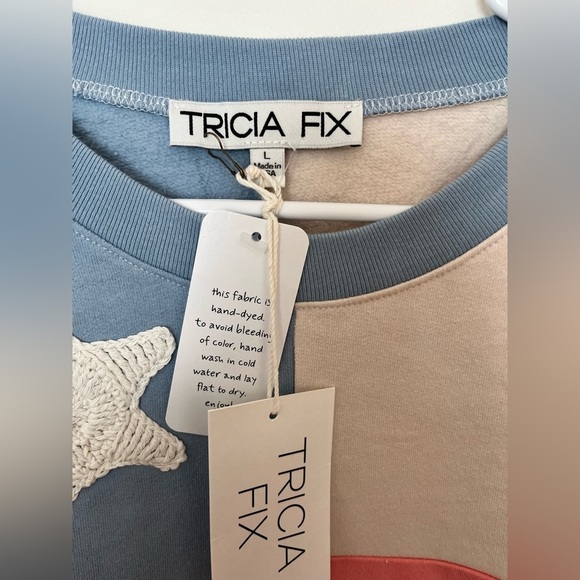 TRICIA FIX
L
Made in
this fabric is
hand-dyed.
to avoid bleeding
of color, hand
wash in cold
water and lay
flat to dry.
enjoy
TRICIA
FIX